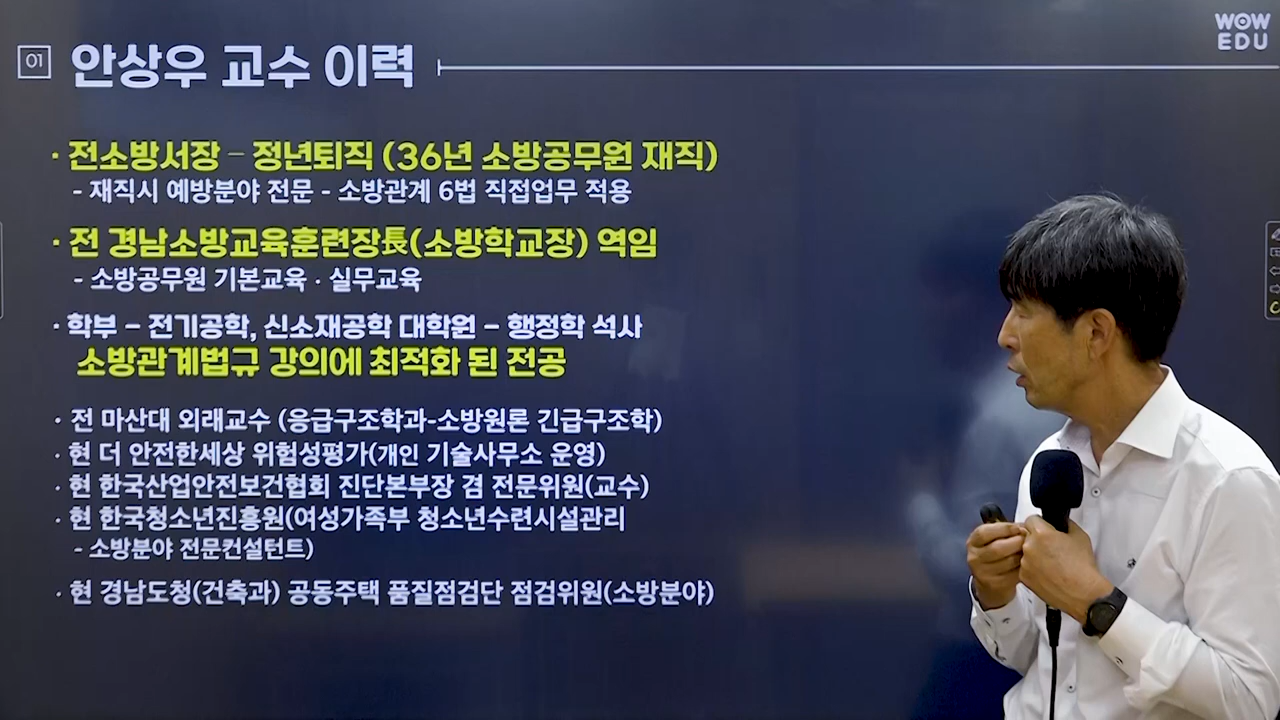 WOW EDU
01 안상우 교수 이력
· 전소방서장 – 정년퇴직 (36년 소방공무원 재직)
- 재직시 예방분야 전문 - 소방관계 6법 직접업무 적용
· 전 경남소방교육훈련장長(소방학교장) 역임
- 소방공무원 기본교육 · 실무교육
· 학부 – 전기공학, 신소재공학 대학원 – 행정학 석사
소방관계법규 강의에 최적화 된 전공
· 전 마산대 외래교수 (응급구조학과-소방원론 긴급구조학)
· 현 더 안전한세상 위험성평가(개인 기술사무소 운영)
· 현 한국산업안전보건협회 진단본부장 겸 전문위원(교수)
· 현 한국청소년진흥원(여성가족부 청소년수련시설관리
- 소방분야 전문컨설턴트)
· 현 경남도청(건축과) 공동주택 품질점검단 점검위원(소방분야)